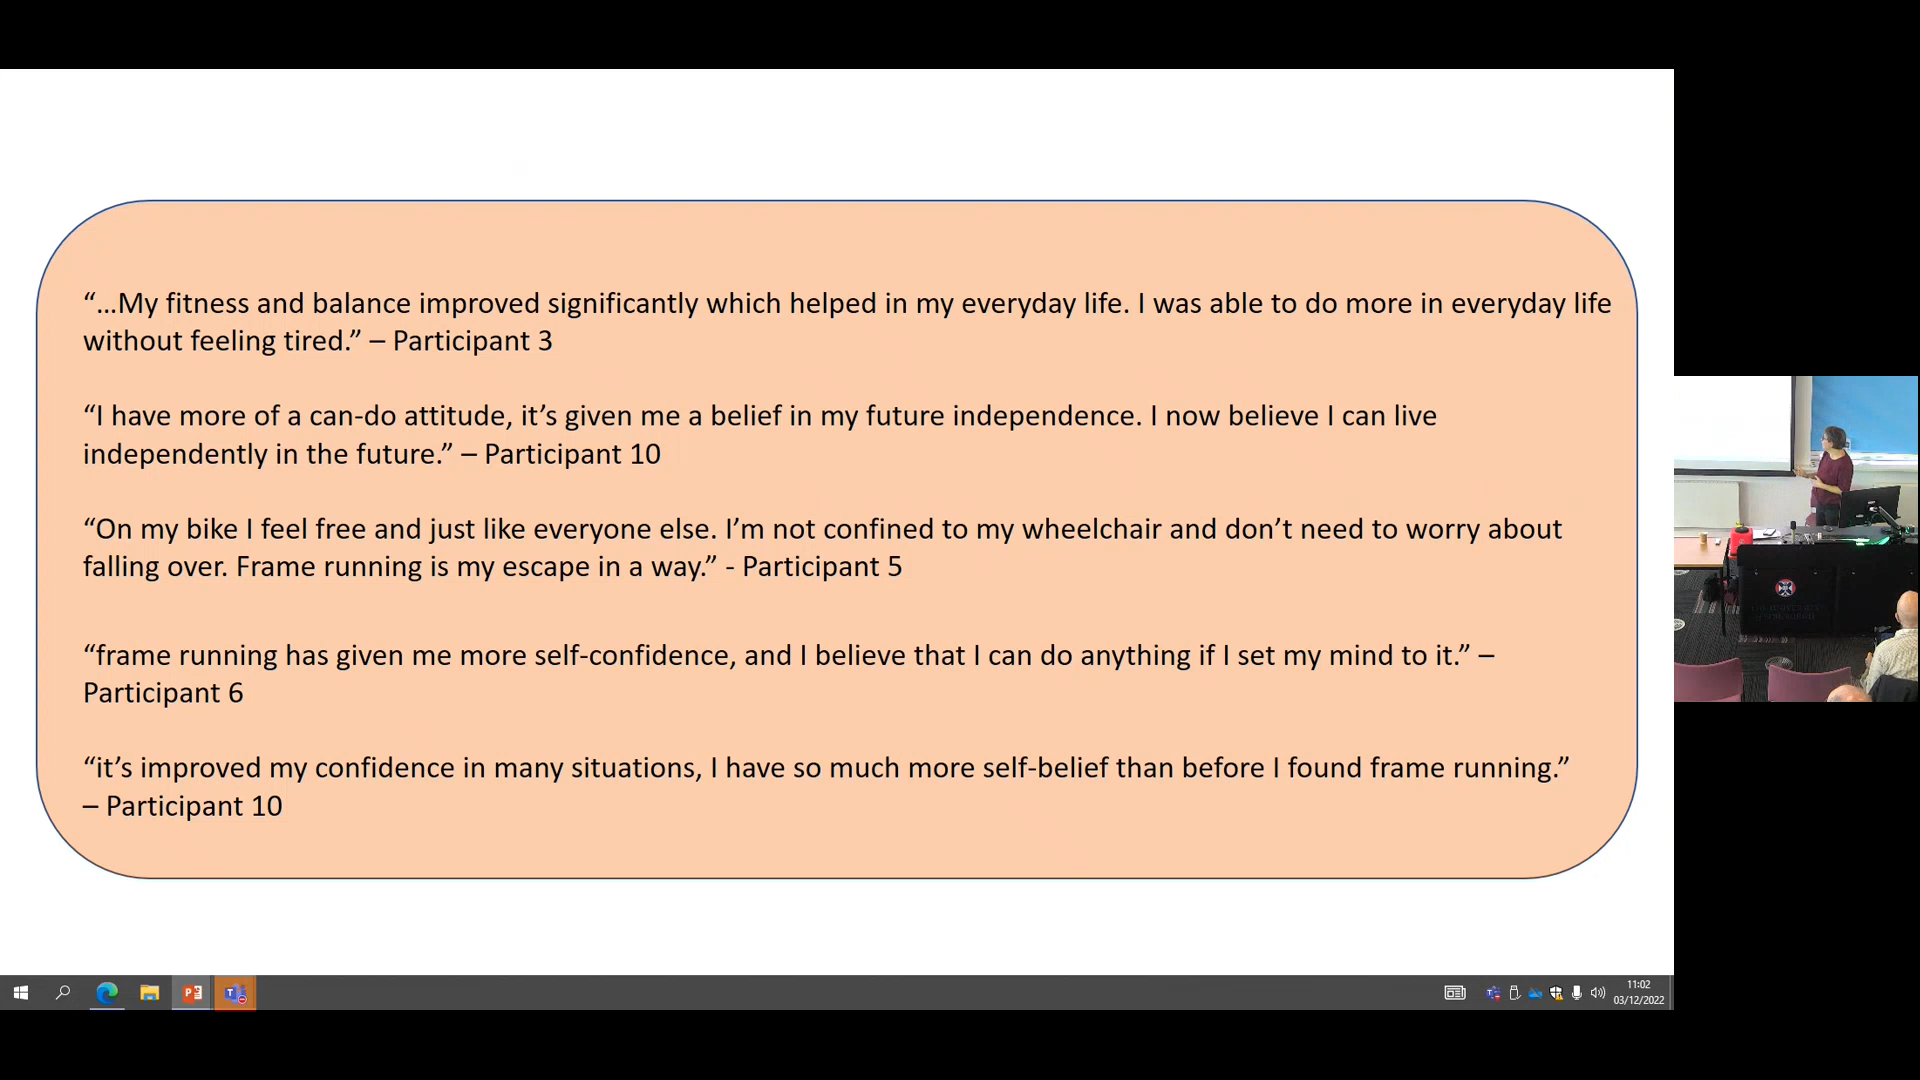 “...My fitness and balance improved significantly which helped in my everyday life. I was able to do more in everyday life
without feeling tired.” – Participant 3
“I have more of a can-do attitude, it’s given me a belief in my future independence. I now believe I can live
independently in the future.” – Participant 10
“On my bike I feel free and just like everyone else. I’m not confined to my wheelchair and don’t need to worry about
falling over. Frame running is my escape in a way.” - Participant 5
“frame running has given me more self-confidence, and I believe that I can do anything if I set my mind to it.” –
Participant 6
“it’s improved my confidence in many situations, I have so much more self-belief than before I found frame running.”
– Participant 10
11:02
03/12/2022